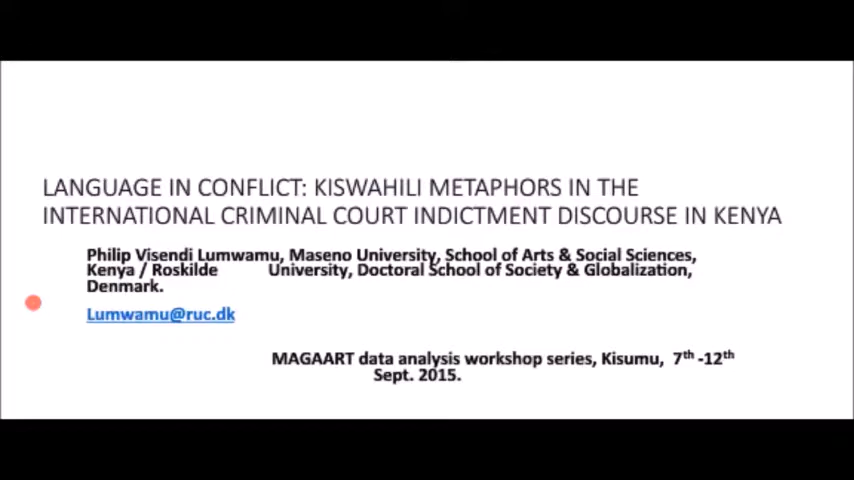 LANGUAGE IN CONFLICT: KISWAHILI METAPHORS IN THE
INTERNATIONAL CRIMINAL COURT INDICTMENT DISCOURSE IN KENYA
Philip Visendi Lumwamu, Maseno University, School of Arts & Social Sciences,
Kenya / Roskilde University, Doctoral School of Society & Globalization,
Denmark.
Lumwamu@ruc.dk
MAGAART data analysis workshop series, Kisumu, 7th -12th
Sept. 2015.